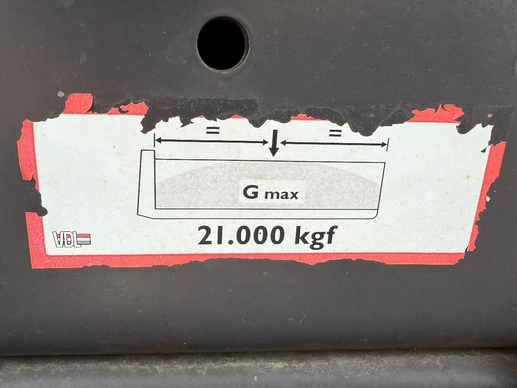 = =
G max
21.000 kgf
VDL